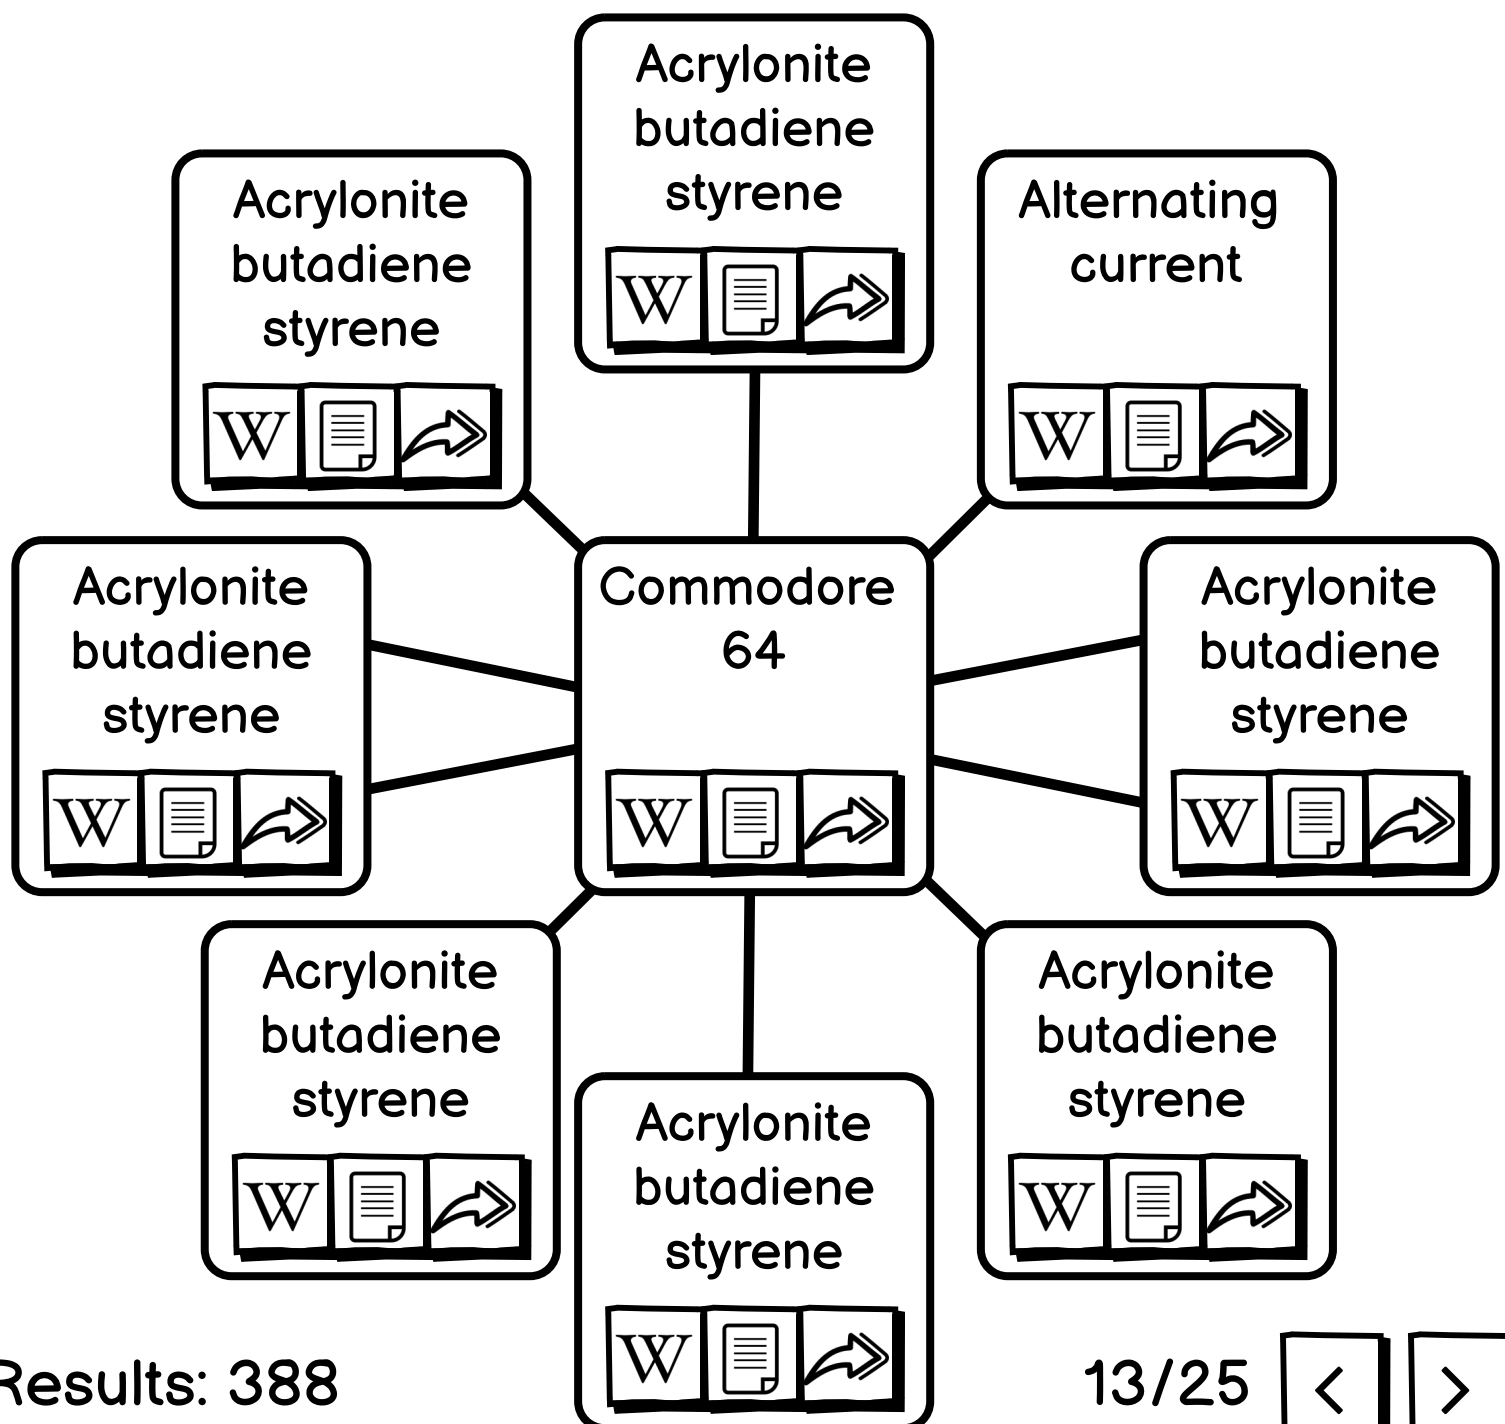 Acrylonite
butadiene
styrene
W
Acrylonite
butadiene
styrene
W
Alternating
current
W
Acrylonite
butadiene
styrene
W
Commodore
64
W
Acrylonite
butadiene
styrene
W
Acrylonite
butadiene
styrene
W
Acrylonite
butadiene
styrene
W
Acrylonite
butadiene
styrene
W
Results: 388
13/25 < >